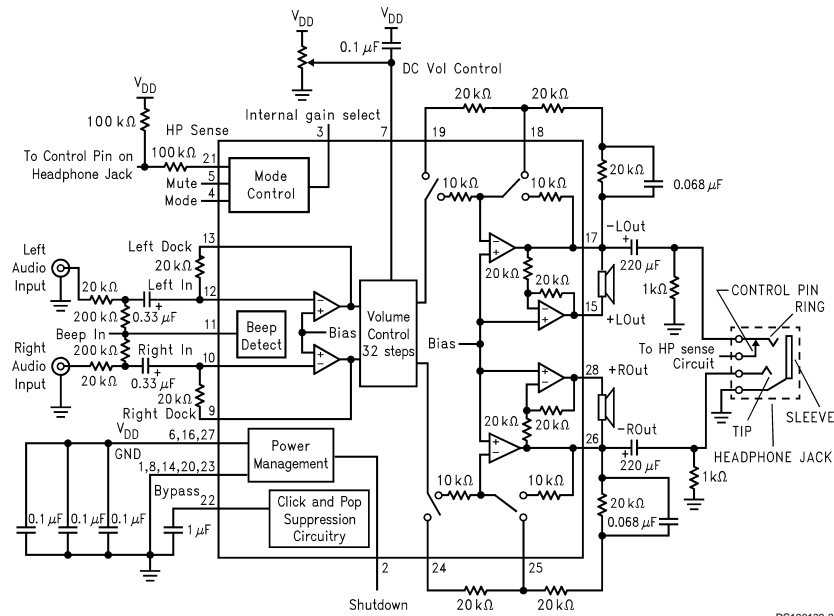 VDD
VDD
0.1 μF
DC Vol Control
VDD
100 kΩ
HP Sense
Internal gain select
3
7
20 kΩ
20 kΩ
19
18
To Control Pin on
Headphone Jack
100kΩ
21
Mute
5
Mode
4
Mode
Control
10 kΩ
10 kΩ
20 kΩ
0.068 μF
Left
Audio
Input
Left Dock
13
20 kΩ
Left In
12
20 kΩ
200 kΩ
0.33 μF
Beep In
11
Beep
Detect
Bias
Volume
Control
32 steps
Bias
17
-LOut
+
220 μF
20 kΩ
20 kΩ
15
+LOut
1kΩ
CONTROL PIN
RING
To HP sense
Circuit
Right
Audio
Input
200 kΩ
Right In
10
20 kΩ
0.33 μF
20 kΩ
9
Right Dock
28
+ROut
20 kΩ
20 kΩ
26
-ROut
+
220 μF
1kΩ
TIP
SLEEVE
HEADPHONE JACK
VDD
6,16,27
GND
1,8,14,20,23
Power
Management
Bypass
22
Click and Pop
Suppression
Circuitry
0.1 μF
0.1 μF
0.1 μF
1 μF
10 kΩ
10 kΩ
20 kΩ
0.068 μF
2
24
25
Shutdown
20 kΩ
20 kΩ